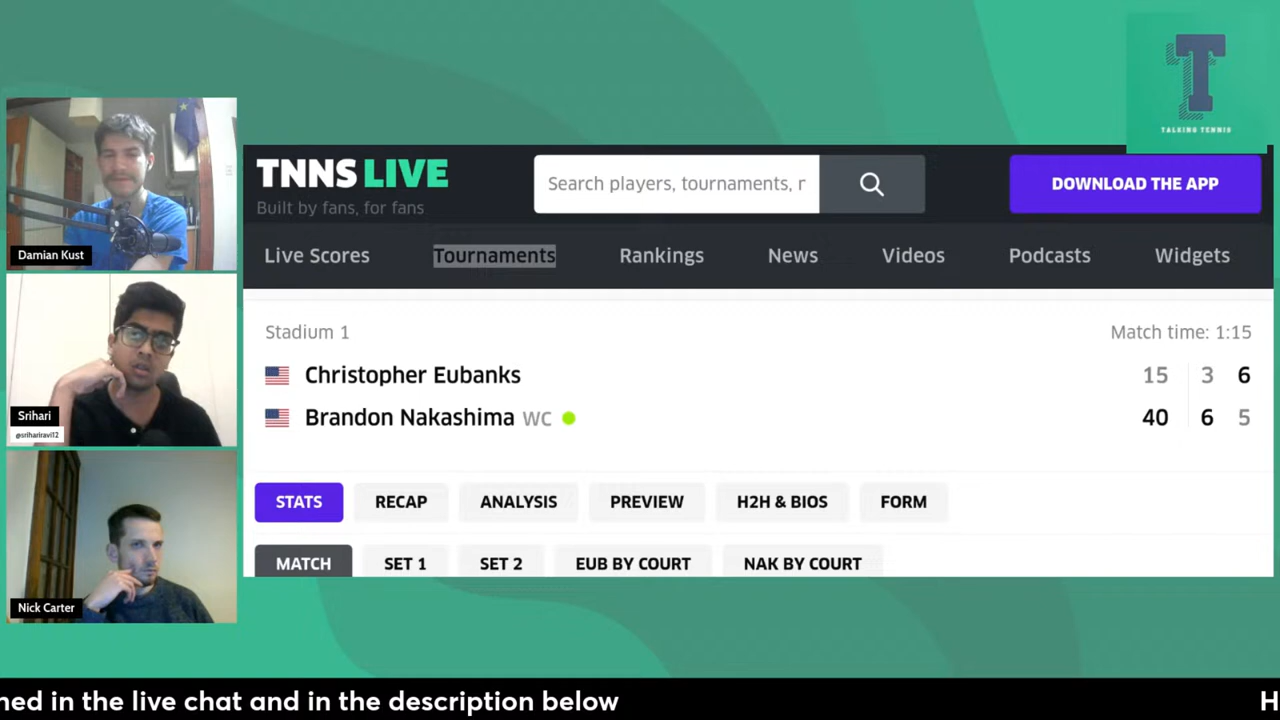 T
TALKING TENNIS
TNNS LIVE
Built by fans, for fans
Search players, tournaments, r
DOWNLOAD THE APP
Live Scores Tournaments Rankings News Videos Podcasts Widgets
Stadium 1 Match time: 1:15
Christopher Eubanks 15 3 6
Brandon Nakashima WC 40 6 5
STATS RECAP ANALYSIS PREVIEW H2H & BIOS FORM
MATCH SET 1 SET 2 EUB BY COURT NAK BY COURT
Damian Kust
Srihari
@srihariravi12
Nick Carter
ned in the live chat and in the description below H